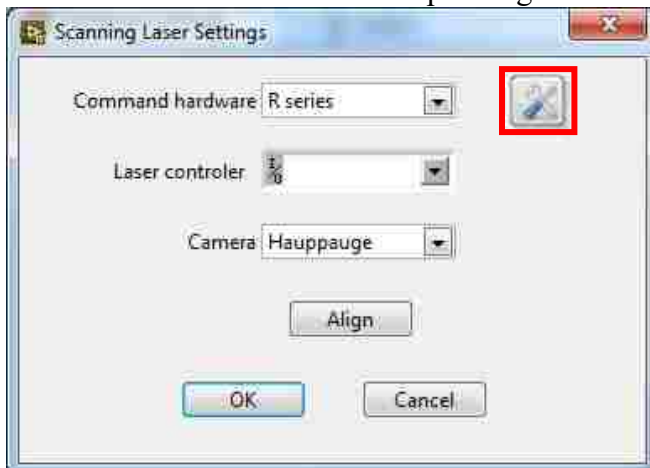 Scanning Laser Settings
Command hardware R series
Laser controler I/O
Camera Hauppauge
Align
OK Cancel